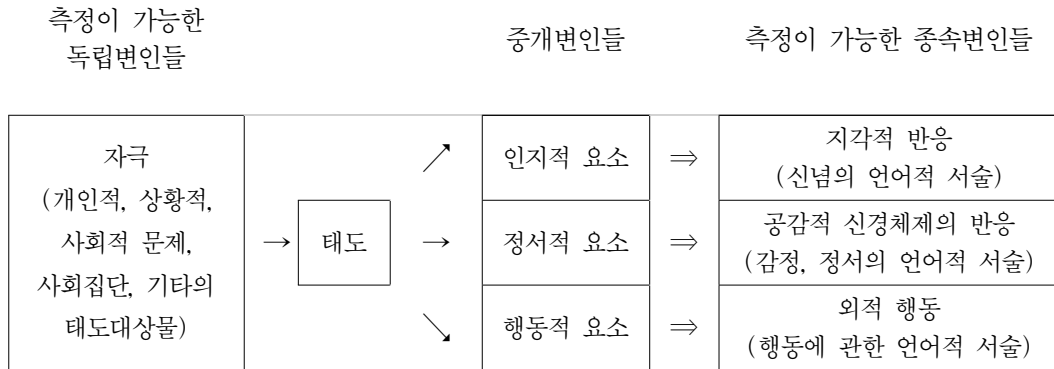 측정이 가능한
독립변인들
중개변인들
측정이 가능한 종속변인들
자극
(개인적, 상황적,
사회적 문제,
사회집단, 기타의
태도대상물)
→
태도
↗
→
↘
인지적 요소
⇒
지각적 반응
(신념의 언어적 서술)
정서적 요소
⇒
공감적 신경체제의 반응
(감정, 정서의 언어적 서술)
행동적 요소
⇒
외적 행동
(행동에 관한 언어적 서술)